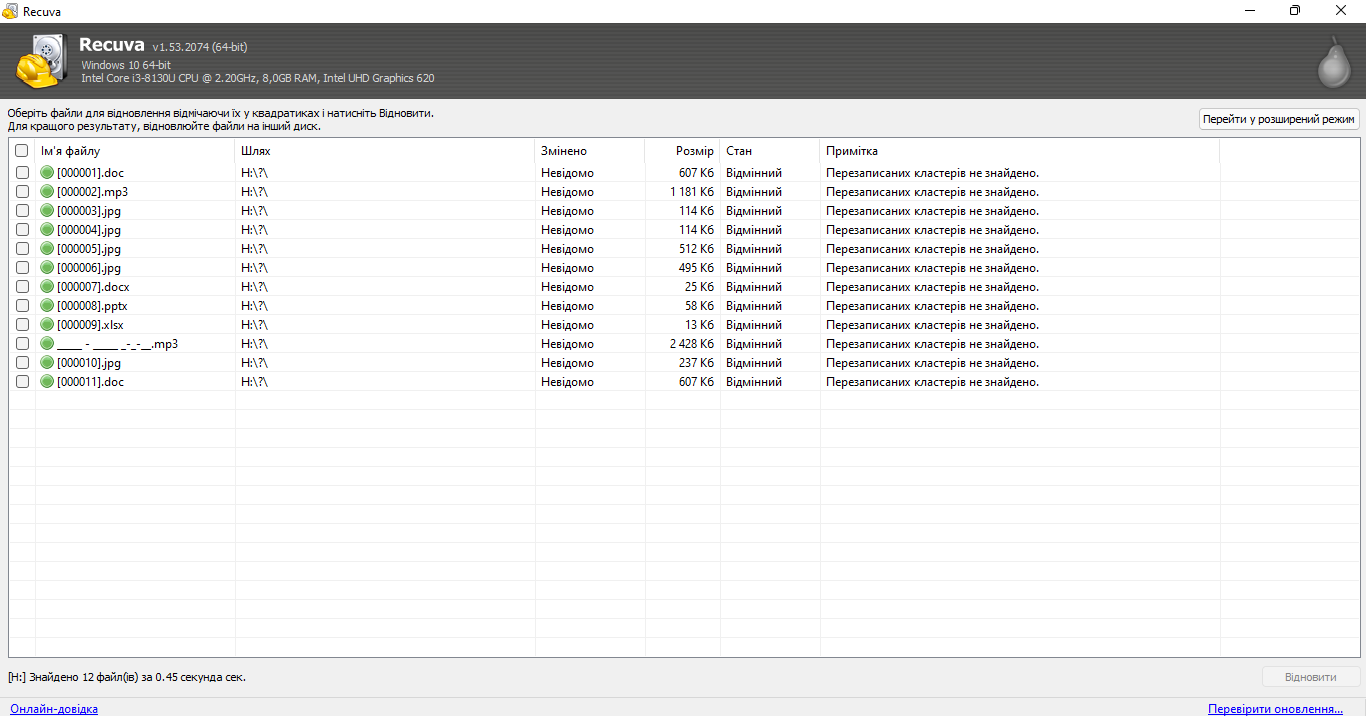 Recuva
Recuva v1.53.2074 (64-bit)
Windows 10 64-bit
Intel Core i3-8130U CPU @ 2.20GHz, 8,0GB RAM, Intel UHD Graphics 620
Оберіть файли для відновлення відмічаючи їх у квадратиках і натисніть Відновити.
Для кращого результату, відновлюйте файли на інший диск.
Перейти у розширений режим
Ім'я файлу Шлях Змінено Розмір Стан Примітка
[000001].doc H:\?\ Невідомо 607 Кб Відмінний Перезаписаних кластерів не знайдено.
[000002].mp3 H:\?\ Невідомо 1 181 Кб Відмінний Перезаписаних кластерів не знайдено.
[000003].jpg H:\?\ Невідомо 114 Кб Відмінний Перезаписаних кластерів не знайдено.
[000004].jpg H:\?\ Невідомо 114 Кб Відмінний Перезаписаних кластерів не знайдено.
[000005].jpg H:\?\ Невідомо 512 Кб Відмінний Перезаписаних кластерів не знайдено.
[000006].jpg H:\?\ Невідомо 495 Кб Відмінний Перезаписаних кластерів не знайдено.
[000007].docx H:\?\ Невідомо 25 Кб Відмінний Перезаписаних кластерів не знайдено.
[000008].pptx H:\?\ Невідомо 58 Кб Відмінний Перезаписаних кластерів не знайдено.
[000009].xlsx H:\?\ Невідомо 13 Кб Відмінний Перезаписаних кластерів не знайдено.
____ - ____ _-_-__.mp3 H:\?\ Невідомо 2 428 Кб Відмінний Перезаписаних кластерів не знайдено.
[000010].jpg H:\?\ Невідомо 237 Кб Відмінний Перезаписаних кластерів не знайдено.
[000011].doc H:\?\ Невідомо 607 Кб Відмінний Перезаписаних кластерів не знайдено.
[H:] Знайдено 12 файл(ів) за 0.45 секунда сек.
Відновити
Онлайн-довідка
Перевірити оновлення...